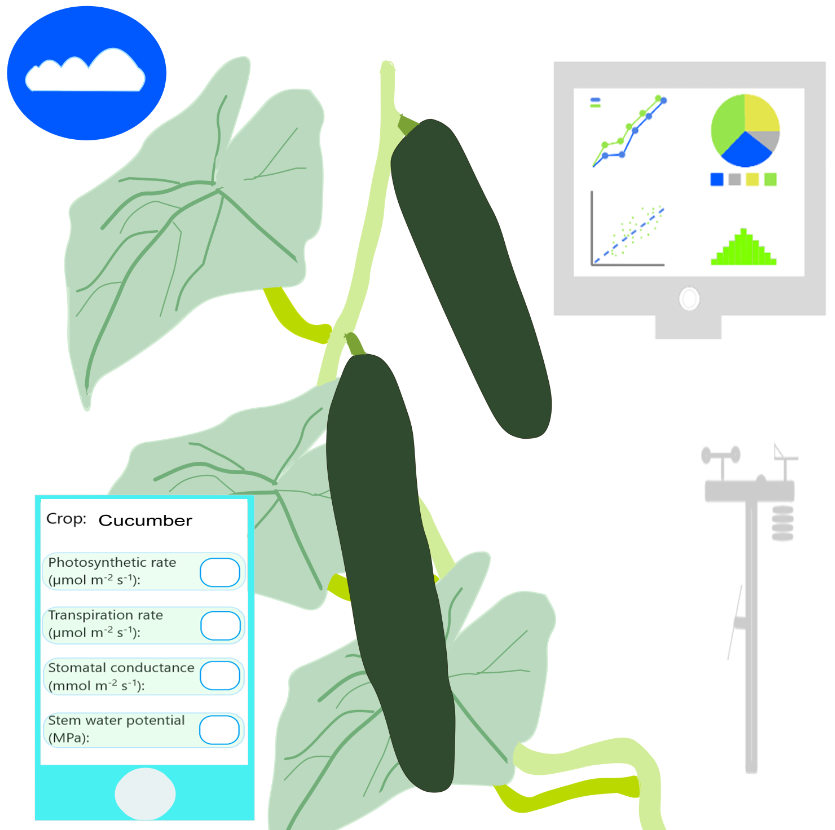 Crop: Cucumber
Photosynthetic rate
(µmol m⁻² s⁻¹):
Transpiration rate
(µmol m⁻² s⁻¹):
Stomatal conductance
(mmol m⁻² s⁻¹):
Stem water potential
(MPa):